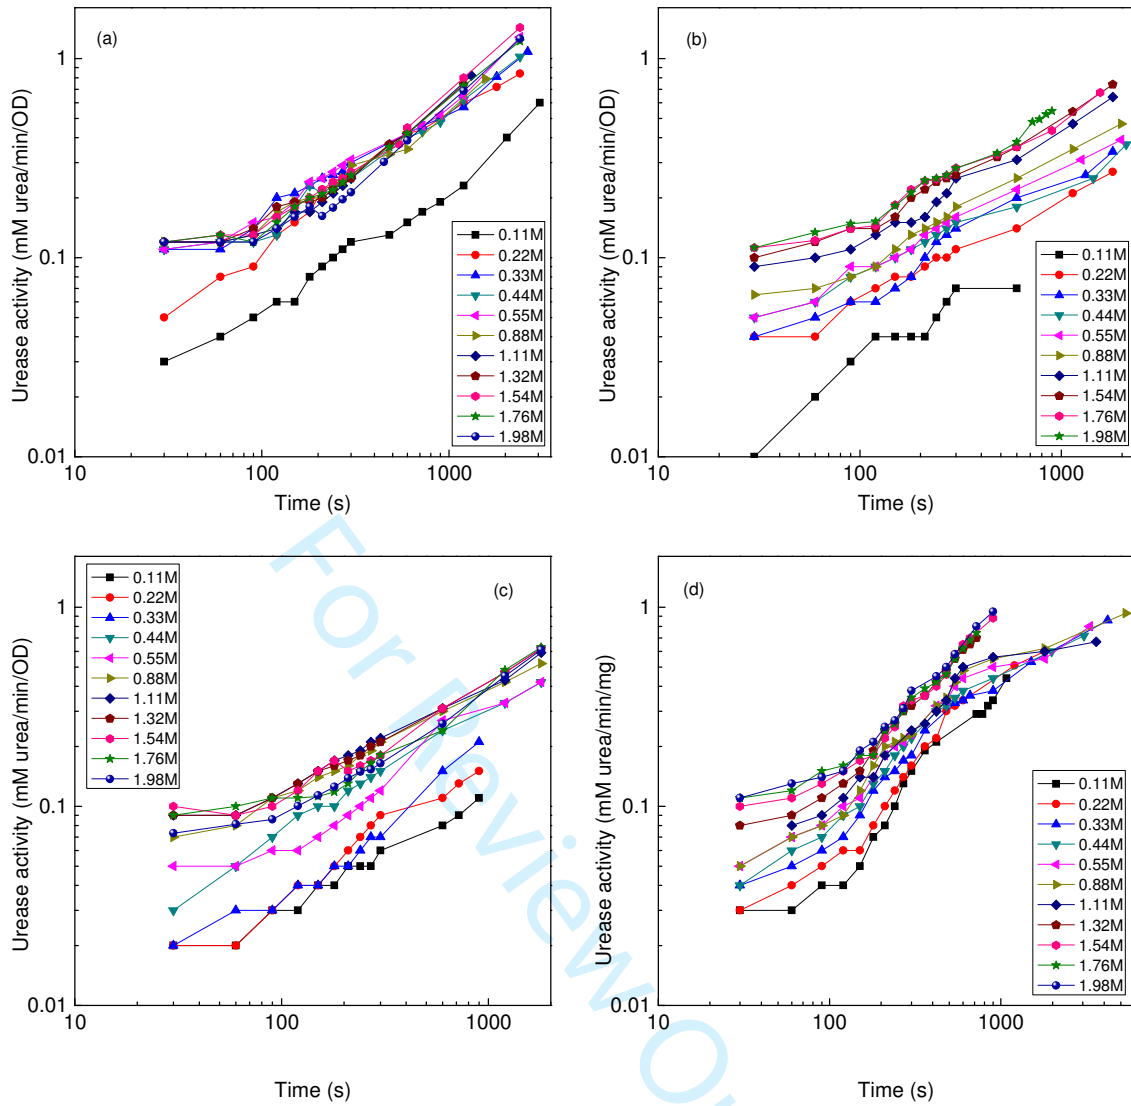 (a)
Urease activity (mM urea/min/OD)
1
0.1
0.01
10
100
1000
Time (s)
0.11M
0.22M
0.33M
0.44M
0.55M
0.88M
1.11M
1.32M
1.54M
1.76M
1.98M
(b)
Urease activity (mM urea/min/OD)
1
0.1
0.01
10
100
1000
Time (s)
0.11M
0.22M
0.33M
0.44M
0.55M
0.88M
1.11M
1.54M
1.76M
1.98M
(c)
Urease activity (mM urea/min/OD)
1
0.1
0.01
10
100
1000
Time (s)
0.11M
0.22M
0.33M
0.44M
0.55M
0.88M
1.11M
1.32M
1.54M
1.76M
1.98M
(d)
Urease activity (mM urea/min/mg)
1
0.1
0.01
10
100
1000
Time (s)
0.11M
0.22M
0.33M
0.44M
0.55M
0.88M
1.11M
1.32M
1.54M
1.76M
1.98M
For Review